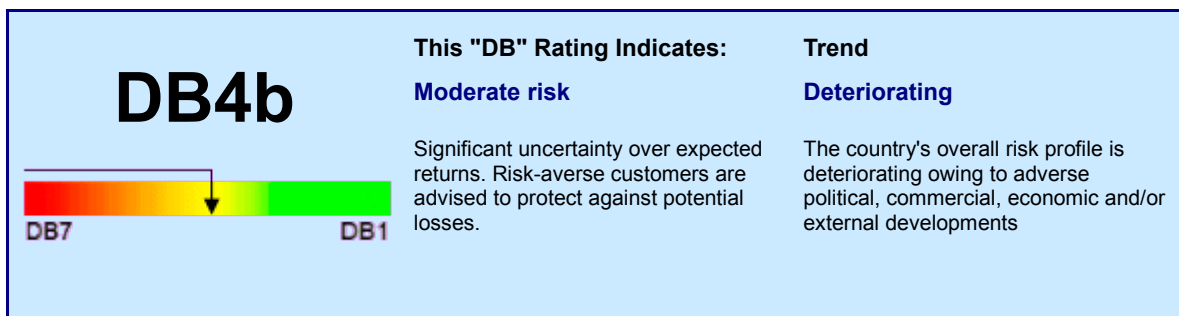 DB4b
DB7
DB1
This "DB" Rating Indicates:
Moderate risk
Significant uncertainty over expected
returns. Risk-averse customers are
advised to protect against potential
losses.
Trend
Deteriorating
The country's overall risk profile is
deteriorating owing to adverse
political, commercial, economic and/or
external developments